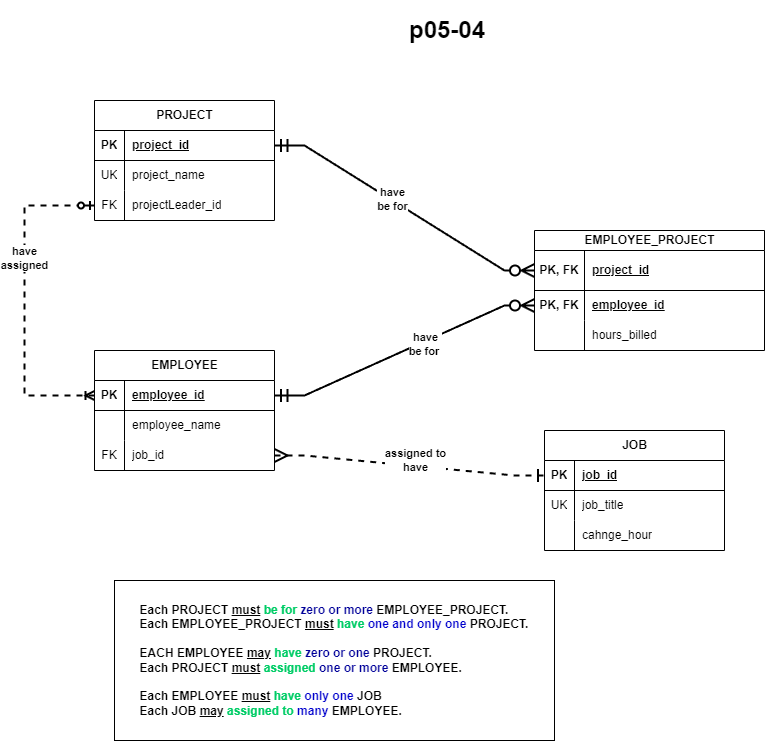 p05-04
PROJECT
PK project_id
UK project_name
FK projectLeader_id
have
be for
have
assigned
EMPLOYEE_PROJECT
PK, FK project_id
PK, FK employee_id
hours_billed
have
be for
EMPLOYEE
PK employee_id
employee_name
FK job_id
assigned to
have
JOB
PK job_id
UK job_title
cahnge_hour
Each PROJECT must be for zero or more EMPLOYEE_PROJECT.
Each EMPLOYEE_PROJECT must have one and only one PROJECT.
EACH EMPLOYEE may have zero or one PROJECT.
Each PROJECT must assigned one or more EMPLOYEE.
Each EMPLOYEE must have only one JOB
Each JOB may assigned to many EMPLOYEE.